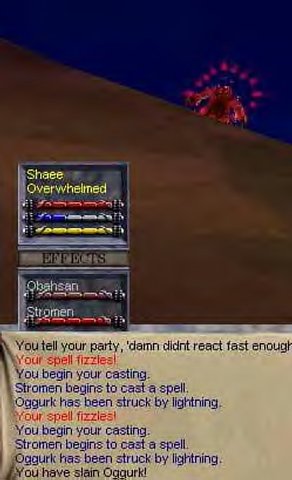 Shaee
Overwhelmed
EFFECTS
Obahsan
Stromen
You tell your party, 'damn didnt react fast enough
Your spell fizzles!
You begin your casting.
Stromen begins to cast a spell.
Oggurk has been struck by lightning.
Your spell fizzles!
You begin your casting.
Stromen begins to cast a spell.
Oggurk has been struck by lightning.
You have slain Oggurk!